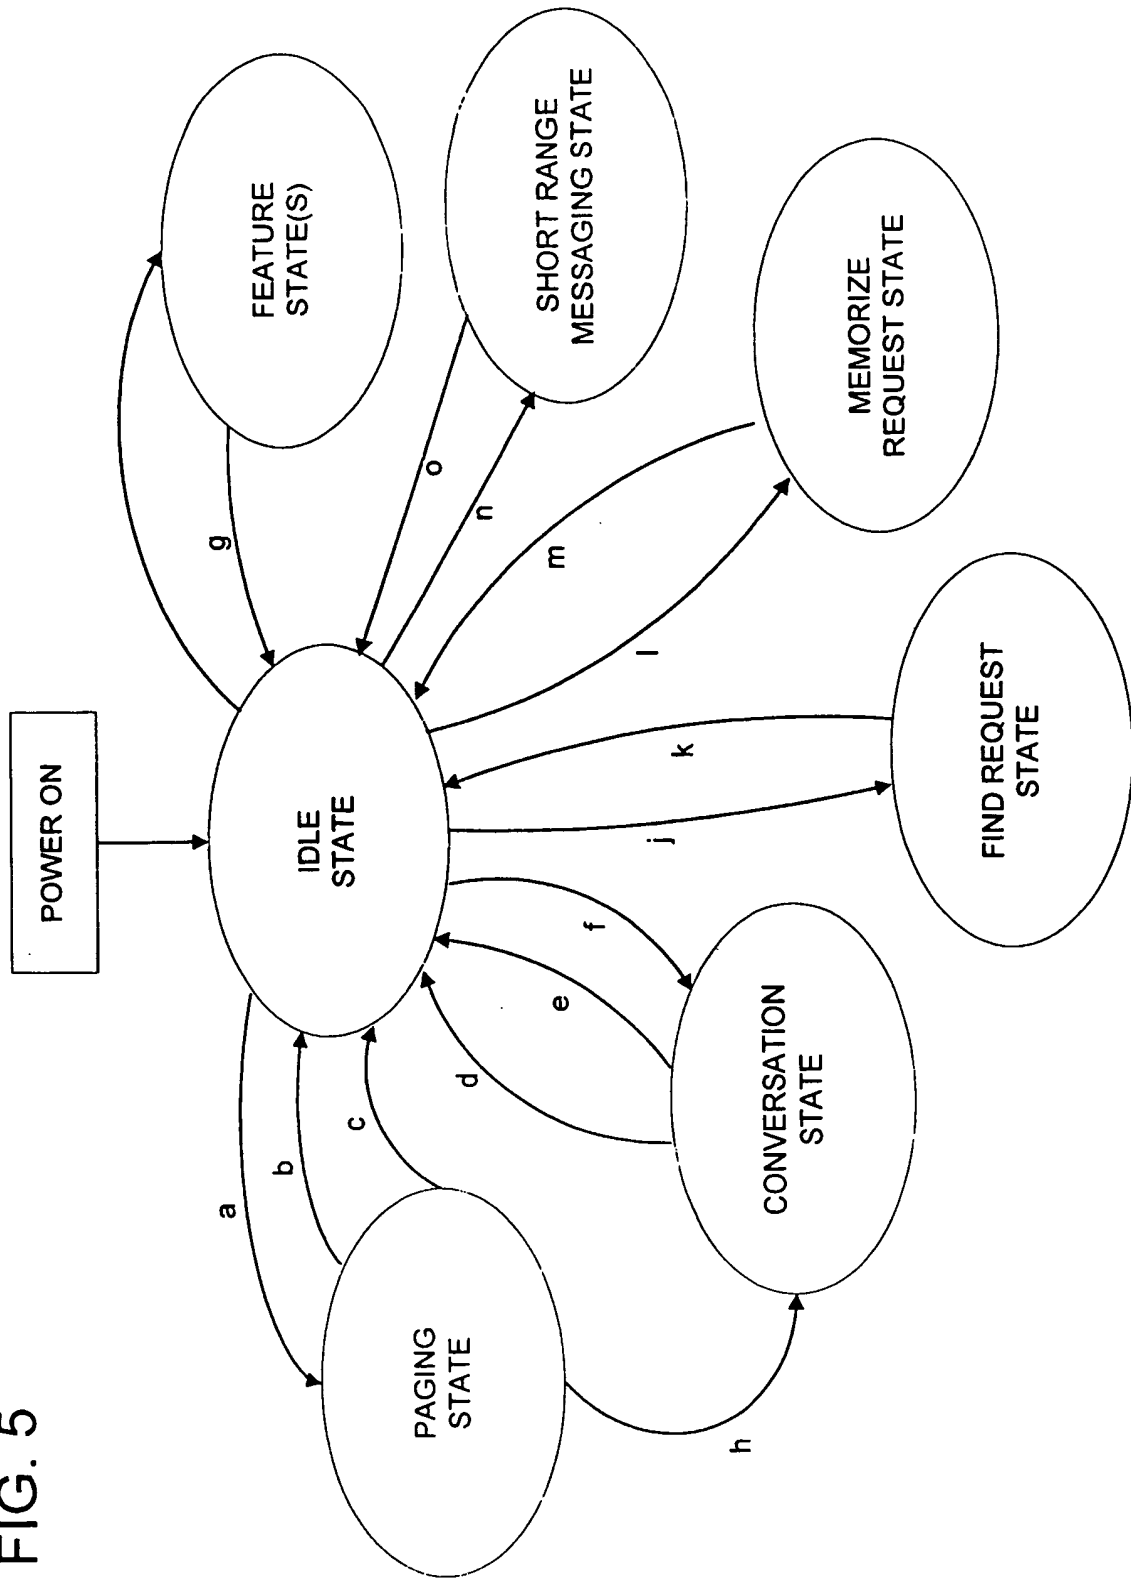 FIG. 5
POWER ON
IDLE
STATE
FEATURE
STATE(S)
SHORT RANGE
MESSAGING STATE
MEMORIZE
REQUEST STATE
FIND REQUEST
STATE
CONVERSATION
STATE
PAGING
STATE
a
b
c
d
e
f
g
h
j
k
l
m
n
o